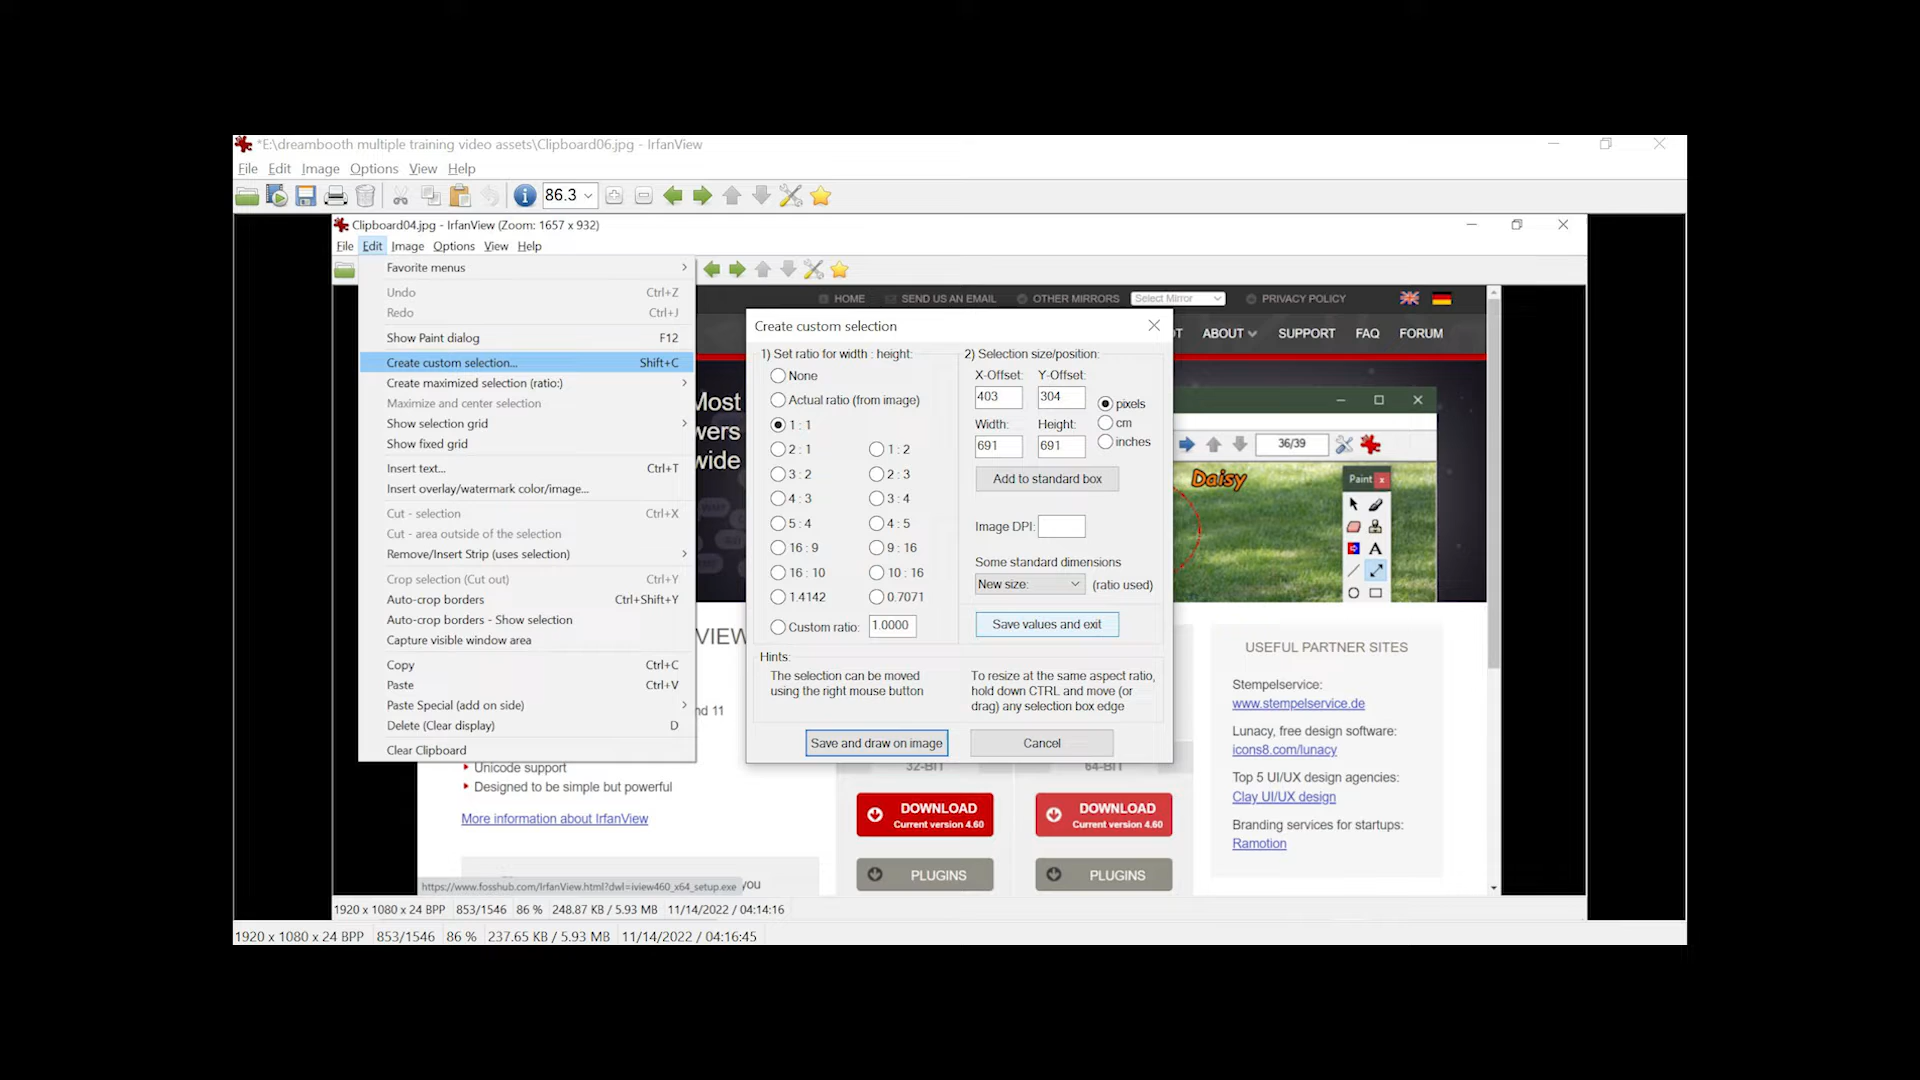 *E:\dreambooth multiple training video assets\Clipboard06.jpg - IrfanView
File Edit Image Options View Help
86.3
Clipboard04.jpg - IrfanView (Zoom: 1657 x 932)
File Edit Image Options View Help
Favorite menus
Undo Ctrl+Z
Redo Ctrl+J
Show Paint dialog F12
Create custom selection... Shift+C
Create maximized selection (ratio:)
Maximize and center selection
Show selection grid
Show fixed grid
Insert text... Ctrl+T
Insert overlay/watermark color/image...
Cut - selection Ctrl+X
Cut - area outside of the selection
Remove/Insert Strip (uses selection)
Crop selection (Cut out) Ctrl+Y
Auto-crop borders Ctrl+Shift+Y
Auto-crop borders - Show selection
Capture visible window area
Copy Ctrl+C
Paste Ctrl+V
Paste Special (add on side)
Delete (Clear display) D
Clear Clipboard
HOME SEND US AN EMAIL OTHER MIRRORS Select Mirror PRIVACY POLICY
OT ABOUT SUPPORT FAQ FORUM
Most
wers
wide
VIEW
nd 11
Create custom selection
1) Set ratio for width : height:
None
Actual ratio (from image)
1 : 1
2 : 1 1 : 2
3 : 2 2 : 3
4 : 3 3 : 4
5 : 4 4 : 5
16 : 9 9 : 16
16 : 10 10 : 16
1.4142 0.7071
Custom ratio: 1.0000
2) Selection size/position:
X-Offset: Y-Offset:
403 304
pixels
cm
inches
Width: Height:
691 691
Add to standard box
Image DPI:
Some standard dimensions
New size: (ratio used)
Save values and exit
Hints:
The selection can be moved
using the right mouse button
To resize at the same aspect ratio,
hold down CTRL and move (or
drag) any selection box edge
Save and draw on image Cancel
36/39
Daisy
Paint x
A
Unicode support
Designed to be simple but powerful
More information about IrfanView
you
32-BIT 64-BIT
DOWNLOAD
Current version 4.60
DOWNLOAD
Current version 4.60
PLUGINS PLUGINS
USEFUL PARTNER SITES
Stempelservice:
www.stempelservice.de
Lunacy, free design software:
icons8.com/lunacy
Top 5 UI/UX design agencies:
Clay UI/UX design
Branding services for startups:
Ramotion
https://www.fosshub.com/IrfanView.html?dwl=iview460_x64_setup.exe
1920 x 1080 x 24 BPP 853/1546 86 % 248.87 KB / 5.93 MB 11/14/2022 / 04:14:16
1920 x 1080 x 24 BPP 853/1546 86 % 237.65 KB / 5.93 MB 11/14/2022 / 04:16:45